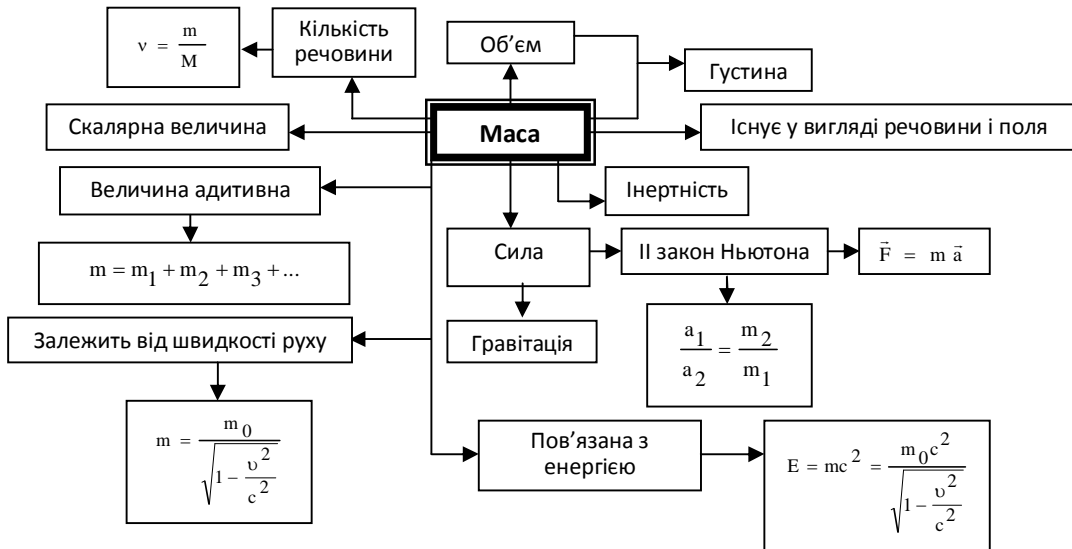 ν = m/M
Кількість
речовини
Об’єм
Густина
Скалярна величина
Маса
Існує у вигляді речовини і поля
Величина адитивна
Інертність
m = m₁ + m₂ + m₃ + ...
Сила
ІІ закон Ньютона
F⃗ = m a⃗
Залежить від швидкості руху
Гравітація
a₁/a₂ = m₂/m₁
m = m₀/√(1 − υ²/c²)
Пов’язана з
енергією
E = mc² = m₀c²/√(1 − υ²/c²)